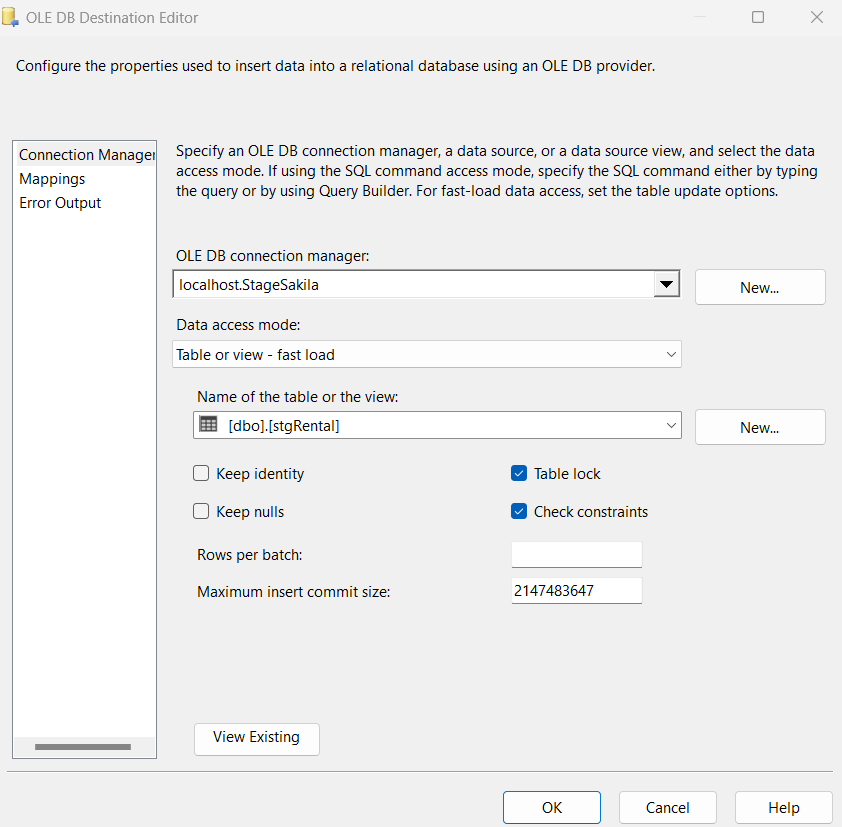 OLE DB Destination Editor
Configure the properties used to insert data into a relational database using an OLE DB provider.
Connection Manager
Mappings
Error Output
Specify an OLE DB connection manager, a data source, or a data source view, and select the data
access mode. If using the SQL command access mode, specify the SQL command either by typing
the query or by using Query Builder. For fast-load data access, set the table update options.
OLE DB connection manager:
localhost.StageSakila
New...
Data access mode:
Table or view - fast load
Name of the table or the view:
[dbo].[stgRental]
New...
Keep identity
Table lock
Keep nulls
Check constraints
Rows per batch:
Maximum insert commit size:
2147483647
View Existing
OK
Cancel
Help